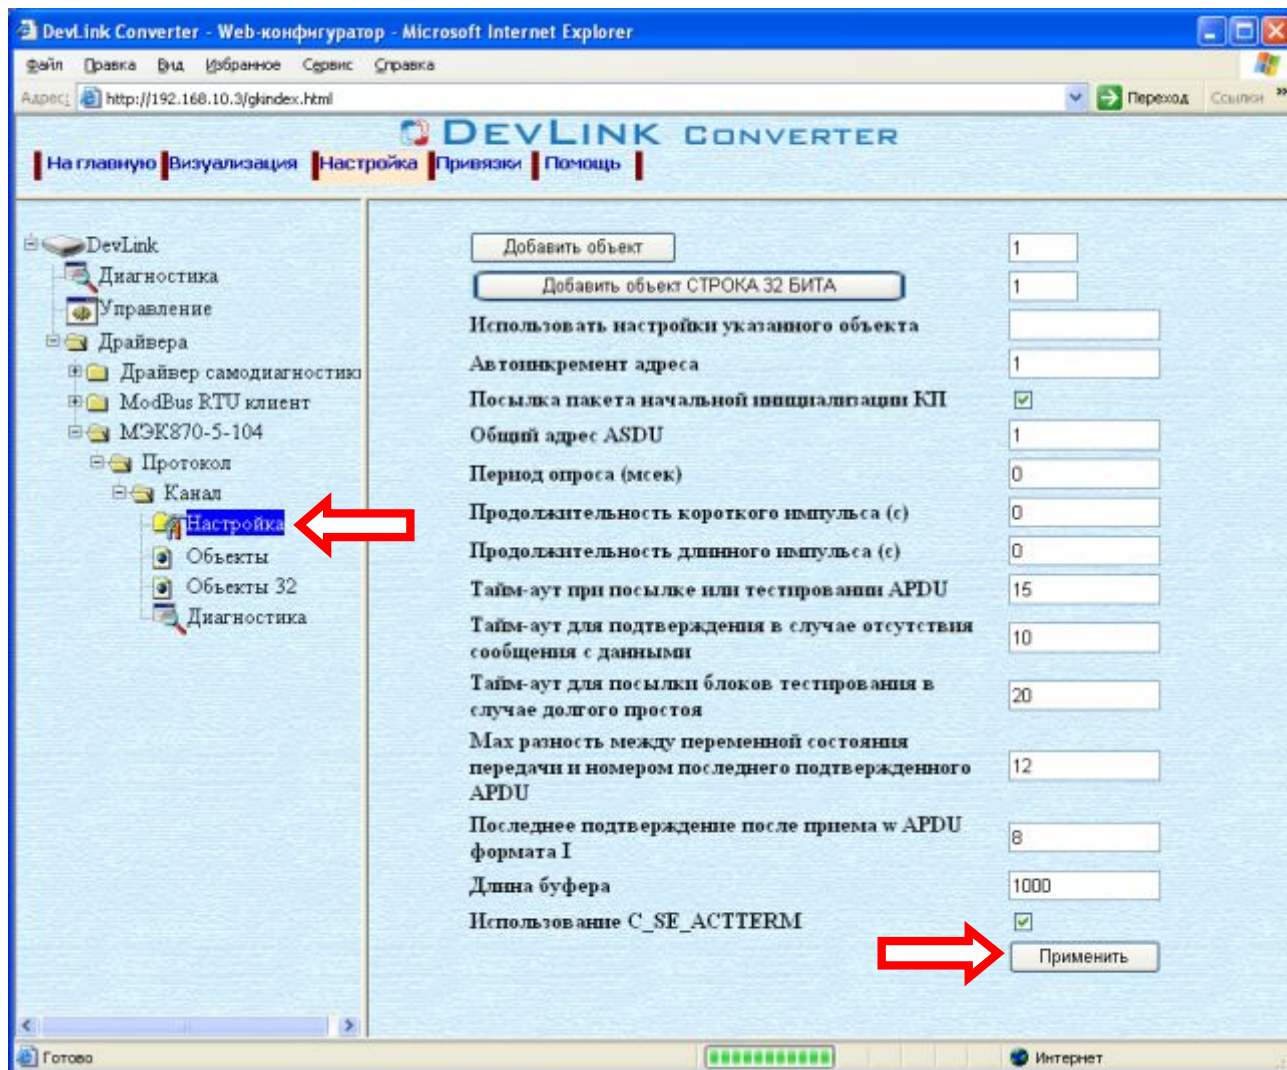 DevLink Converter - Web-конфигуратор - Microsoft Internet Explorer
Файл Правка Вид Избранное Сервис Справка
Адрес: http://192.168.10.3/gkindex.html Переход Ссылки »
DEVLINK CONVERTER
На главную Визуализация Настройка Привязки Помощь
DevLink
Диагностика
Управление
Драйвера
Драйвер самодиагностики
ModBus RTU клиент
МЭК870-5-104
Протокол
Канал
Настройка
Объекты
Объекты 32
Диагностика
Добавить объект 1
Добавить объект СТРОКА 32 БИТА 1
Использовать настройки указанного объекта
Автоинкремент адреса 1
Посылка пакета начальной инициализации КП
Общий адрес ASDU 1
Период опроса (мсек) 0
Продолжительность короткого импульса (с) 0
Продолжительность длинного импульса (с) 0
Тайм-аут при посылке или тестировании APDU 15
Тайм-аут для подтверждения в случае отсутствия
сообщения с данными 10
Тайм-аут для посылки блоков тестирования в
случае долгого простоя 20
Max разность между переменной состояния
передачи и номером последнего подтвержденного 12
APDU
Последнее подтверждение после приема w APDU
формата I 8
Длина буфера 1000
Использование C_SE_ACTTERM
Применить
Готово Интернет